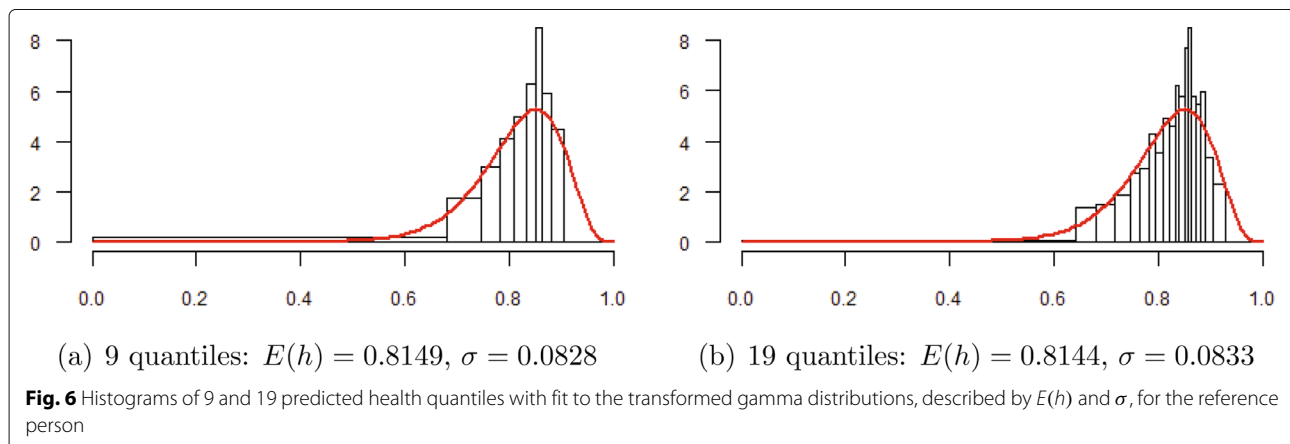 8
6
4
2
0
0.0 0.2 0.4 0.6 0.8 1.0
(a) 9 quantiles: E(h) = 0.8149, σ = 0.0828
8
6
4
2
0
0.0 0.2 0.4 0.6 0.8 1.0
(b) 19 quantiles: E(h) = 0.8144, σ = 0.0833
Fig. 6 Histograms of 9 and 19 predicted health quantiles with fit to the transformed gamma distributions, described by E(h) and σ, for the reference
person